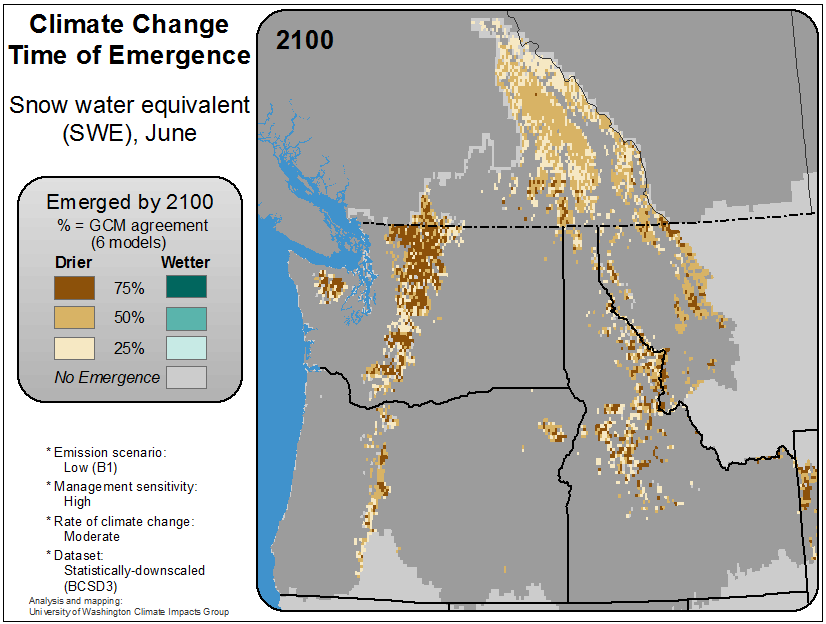 Climate Change
Time of Emergence
Snow water equivalent
(SWE), June
Emerged by 2100
% = GCM agreement
(6 models)
Drier Wetter
75%
50%
25%
No Emergence
* Emission scenario:
Low (B1)
* Management sensitivity:
High
* Rate of climate change:
Moderate
* Dataset:
Statistically-downscaled
(BCSD3)
Analysis and mapping:
University of Washington Climate Impacts Group
2100